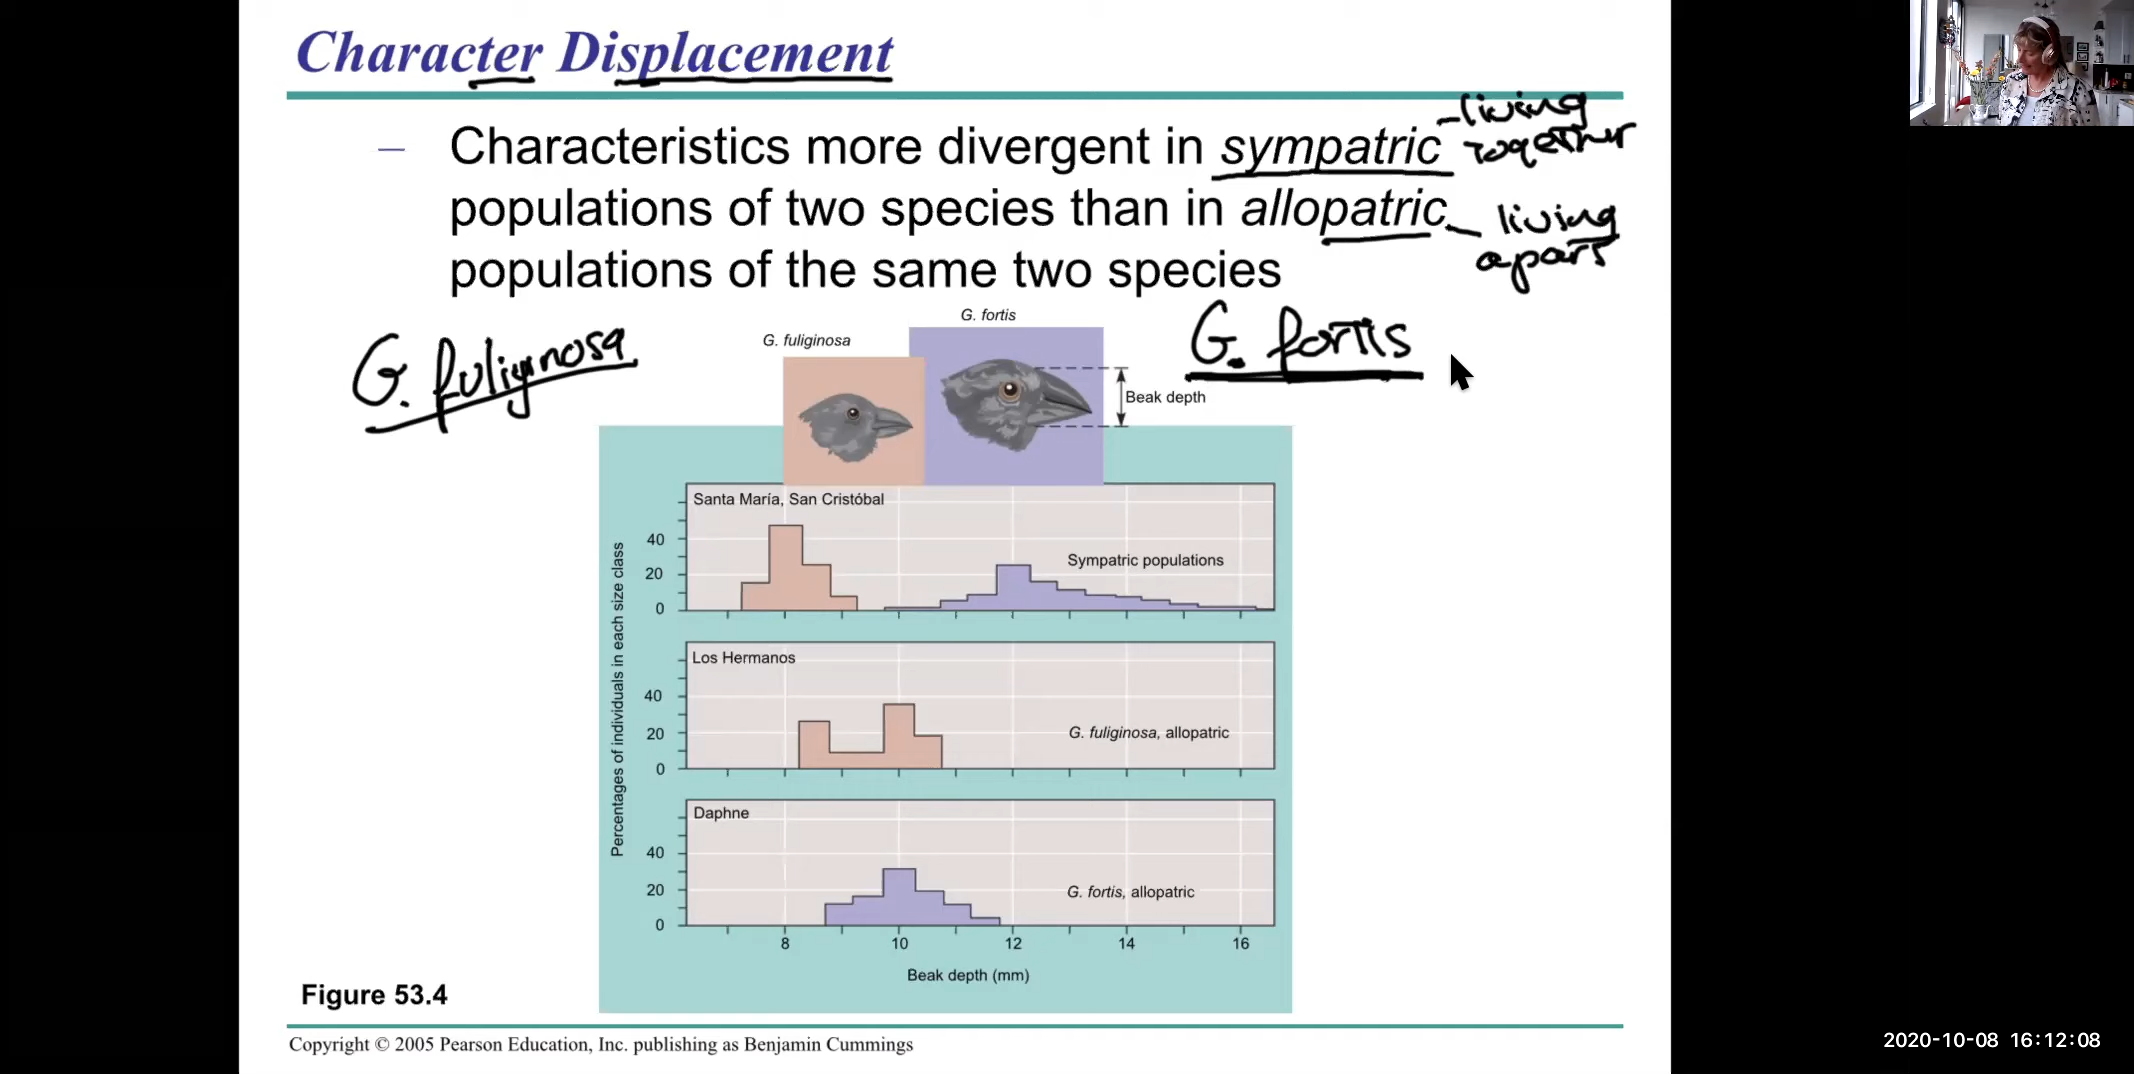 Character Displacement
– Characteristics more divergent in sympatric
populations of two species than in allopatric
populations of the same two species
- living
together
- living
apart
G. fuliginosa
G. fortis
G. fuliginosa
G. fortis
Beak depth
Percentages of individuals in each size class
Santa María, San Cristóbal
Sympatric populations
40
20
0
Los Hermanos
G. fuliginosa, allopatric
40
20
0
Daphne
G. fortis, allopatric
40
20
0
8 10 12 14 16
Beak depth (mm)
Figure 53.4
Copyright © 2005 Pearson Education, Inc. publishing as Benjamin Cummings
2020-10-08 16:12:08